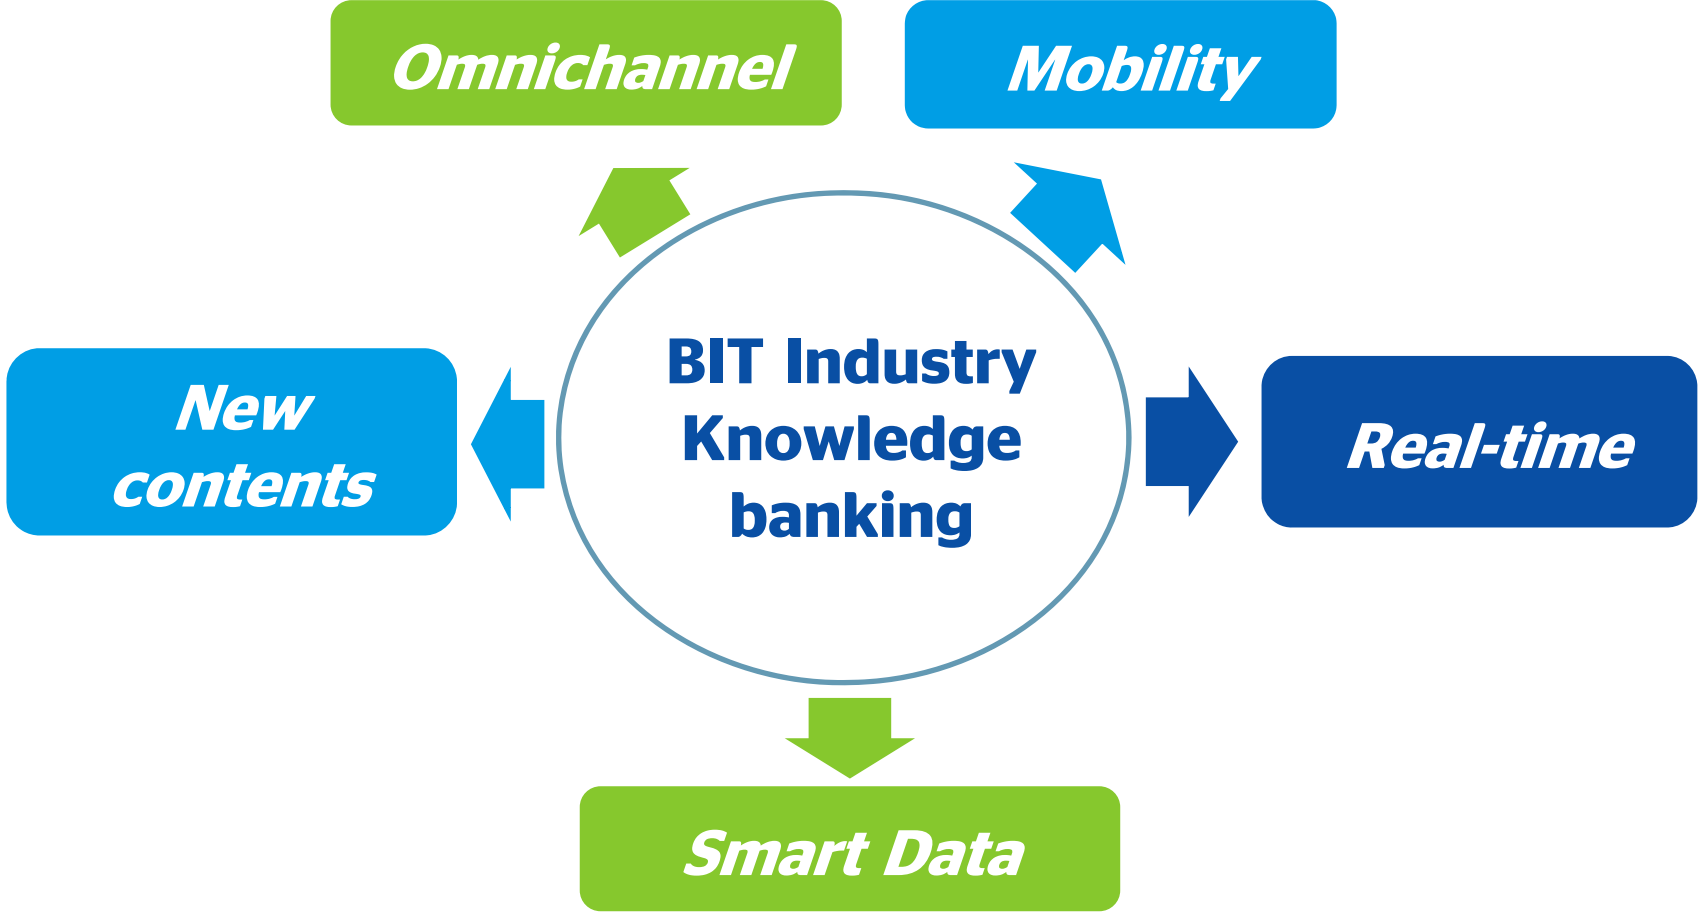 Omnichannel
Mobility
BIT Industry
Knowledge
banking
New
contents
Real-time
Smart Data